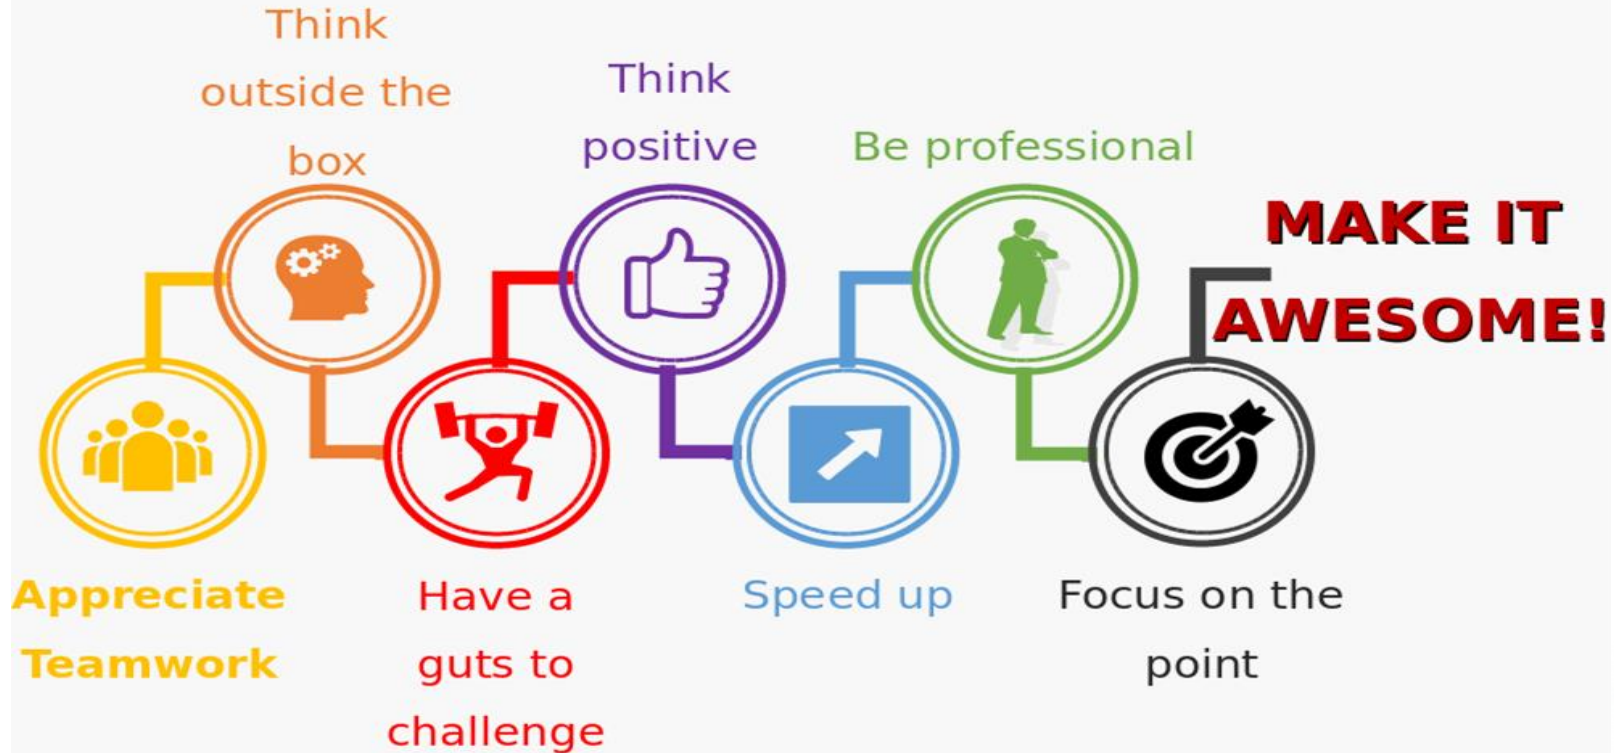 Think
outside the
box
Think
positive
Be professional
MAKE IT
AWESOME!
Appreciate
Teamwork
Have a
guts to
challenge
Speed up
Focus on the
point